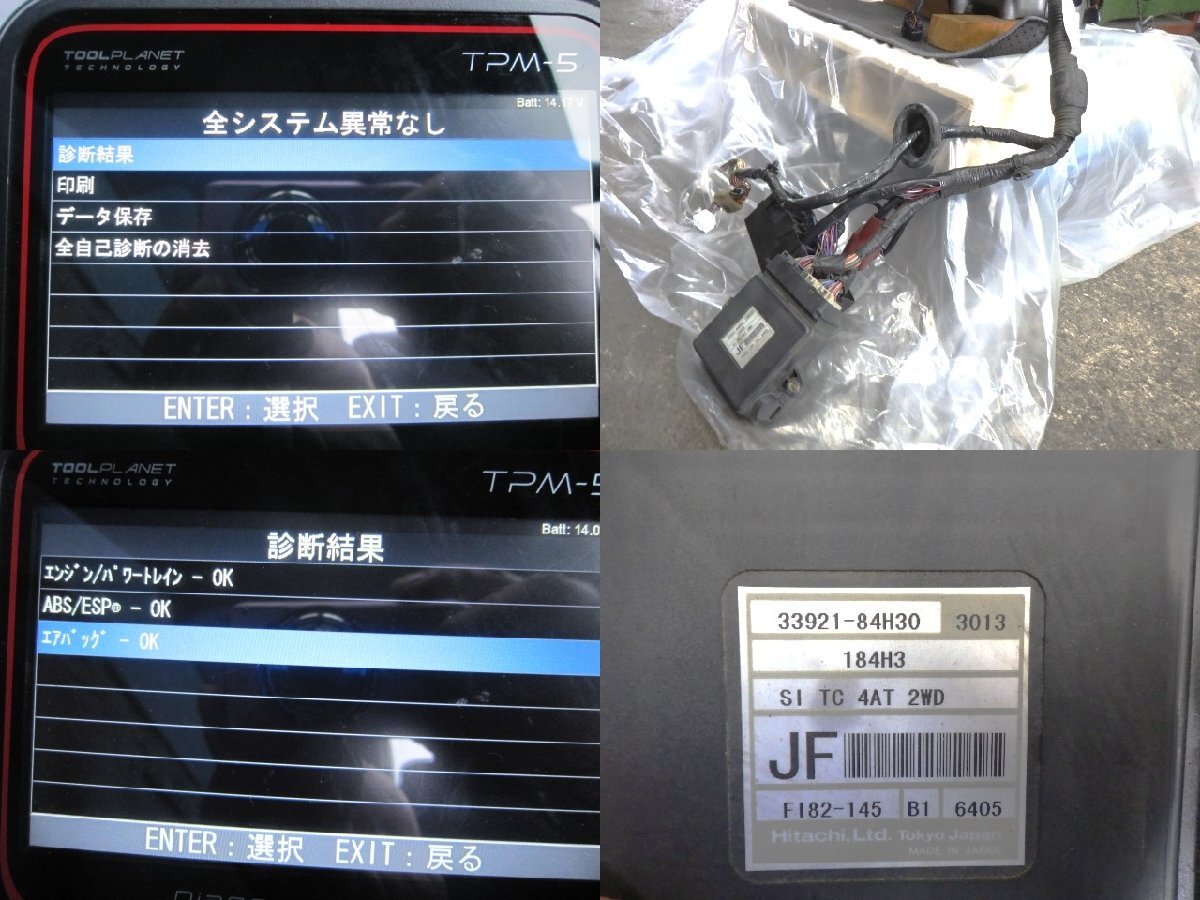 TOOLPLANET
TECHNOLOGY
TPM-5
Batt: 14.17V
全システム異常なし
診断結果
印刷
データ保存
全自己診断の消去
ENTER：選択 EXIT：戻る
JF
TOOLPLANET
TECHNOLOGY
TPM-5
Batt: 14.0
診断結果
ｴﾝｼﾞﾝ/ﾊﾟﾜｰﾄﾚｲﾝ - OK
ABS/ESP® - OK
ｴｱﾊﾞｯｸﾞ - OK
ENTER：選択 EXIT：戻る
33921-84H30 3013
184H3
SI TC 4AT 2WD
JF
FI82-145 B1 6405
Hitachi,Ltd. Tokyo Japan
MADE IN JAPAN